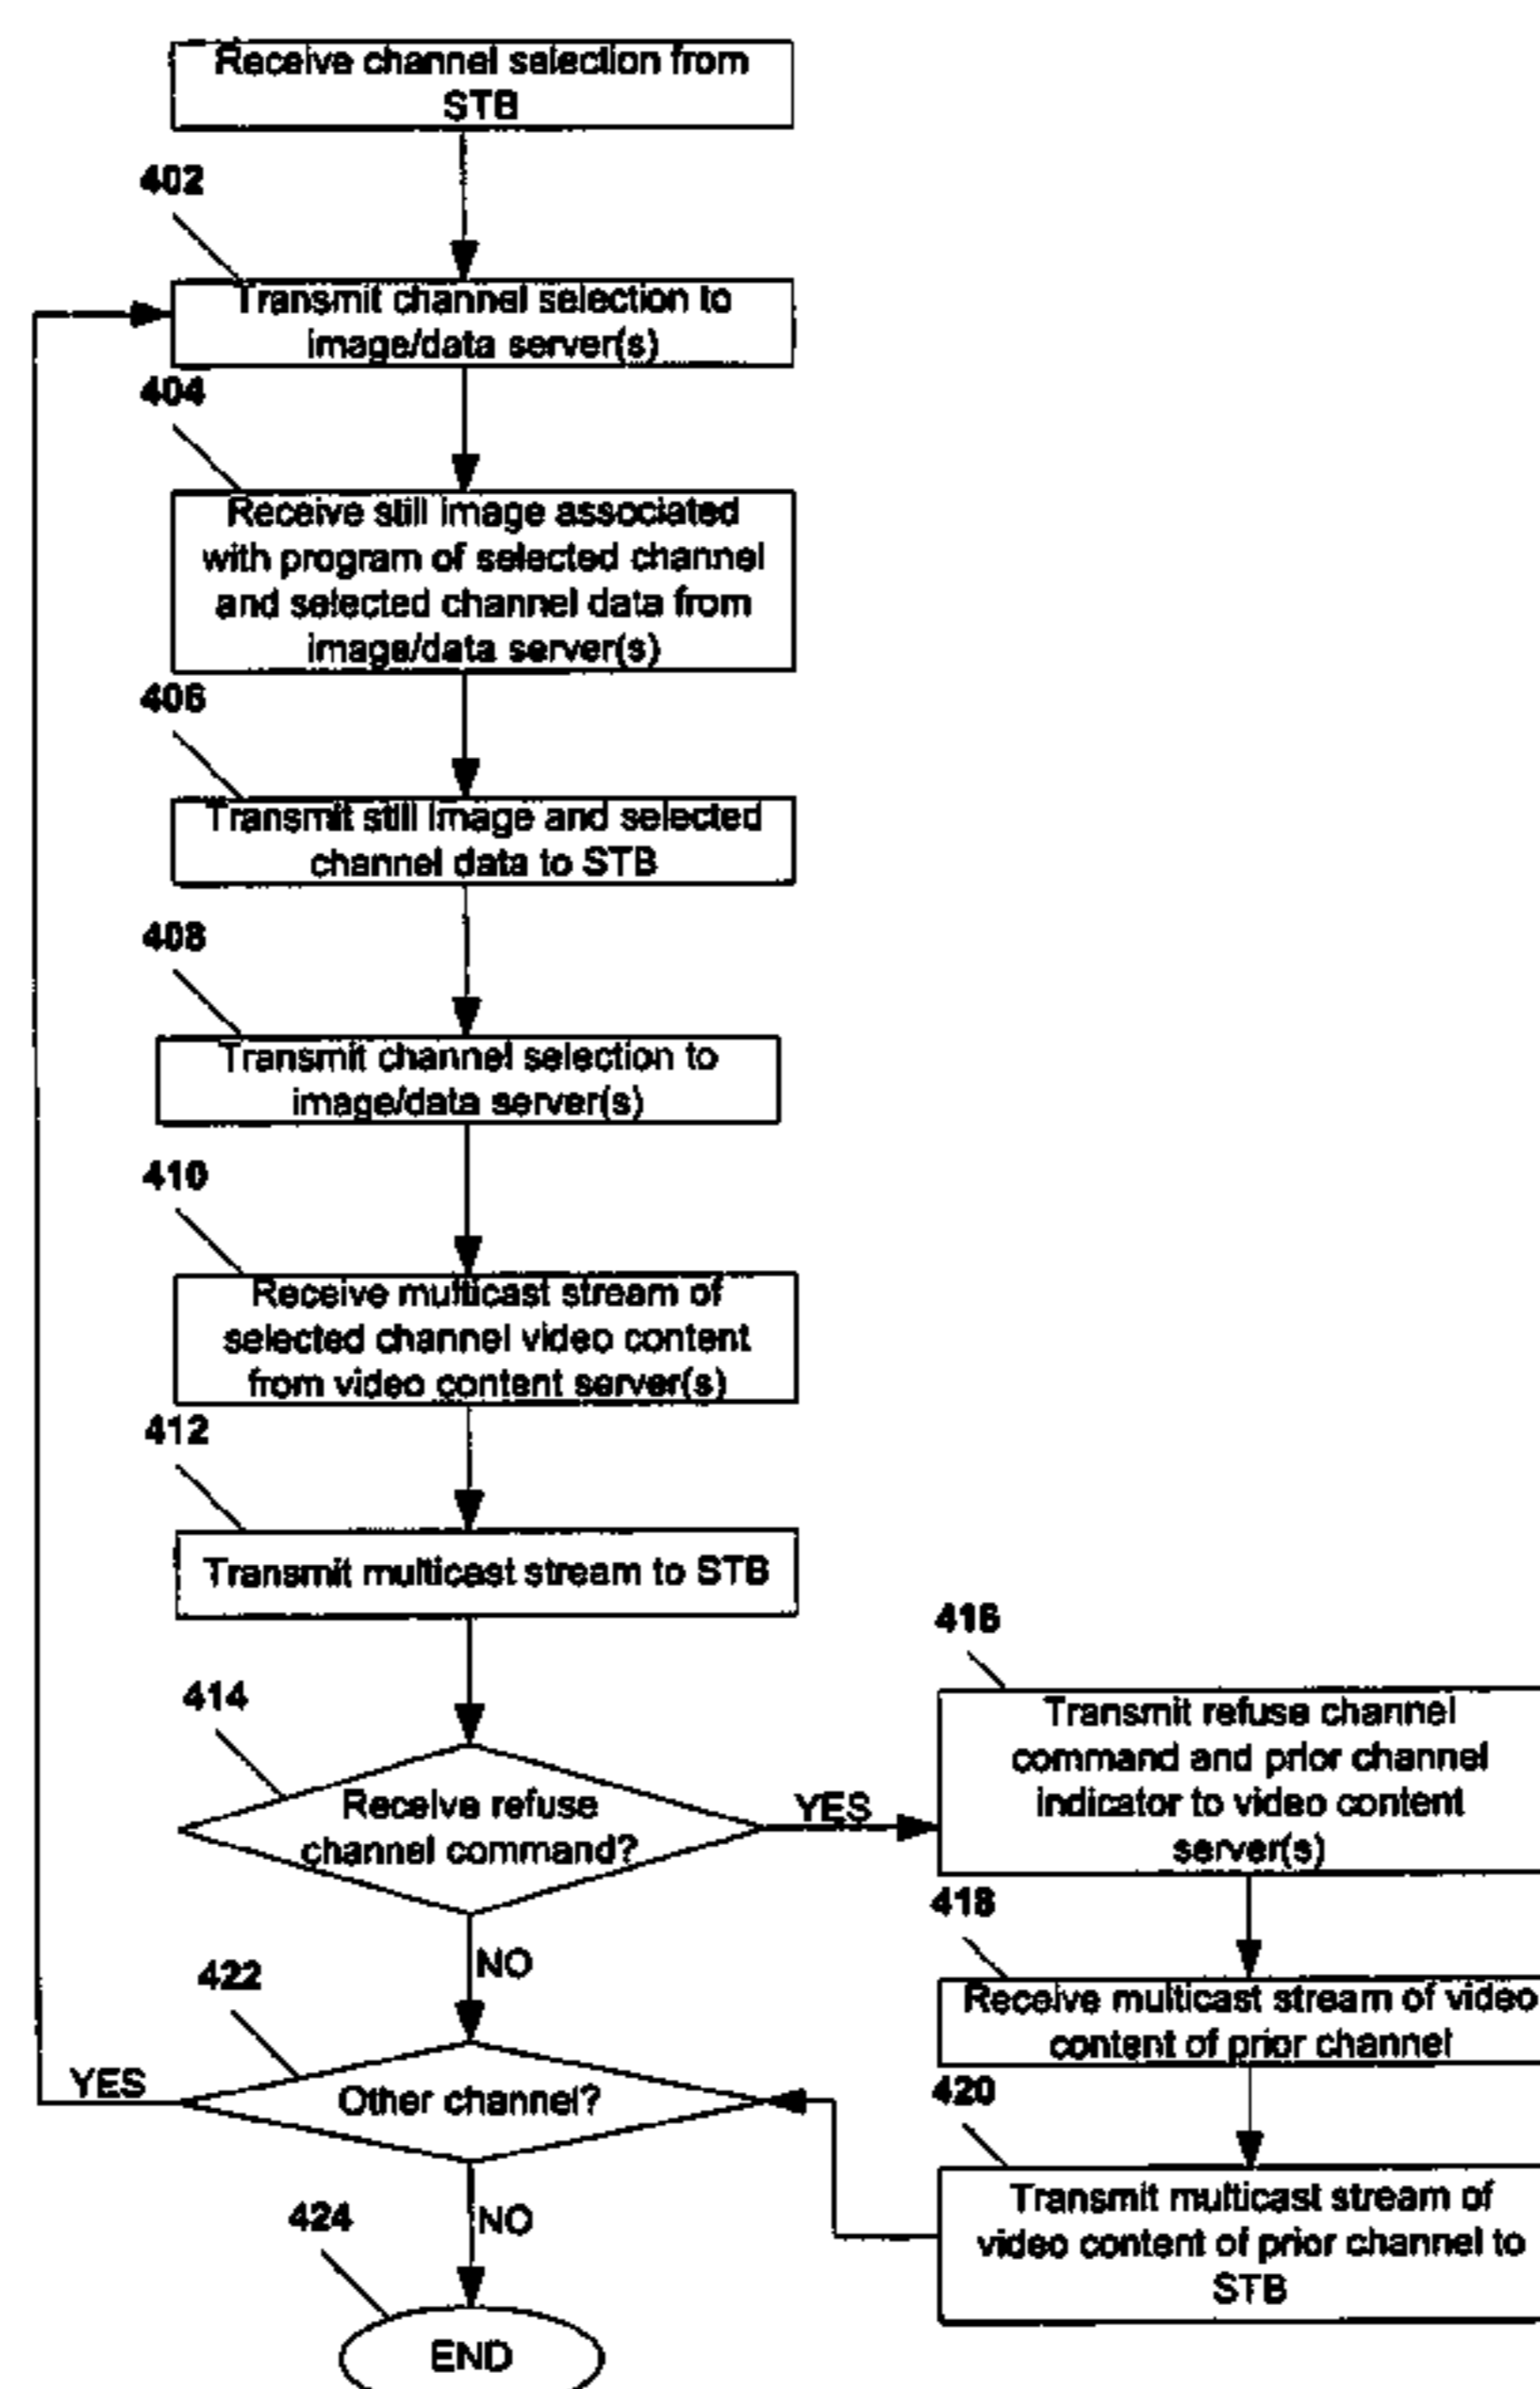 Receive channel selection from
STB
402
Transmit channel selection to
image/data server(s)
404
Receive still image associated
with program of selected channel
and selected channel data from
image/data server(s)
406
Transmit still image and selected
channel data to STB
408
Transmit channel selection to
image/data server(s)
410
Receive multicast stream of
selected channel video content
from video content server(s)
412
Transmit multicast stream to STB
414
Receive refuse
channel command?
YES
416
Transmit refuse channel
command and prior channel
indicator to video content
server(s)
418
Receive multicast stream of video
content of prior channel
420
Transmit multicast stream of
video content of prior channel to
STB
NO
422
Other channel?
YES
NO
424
END